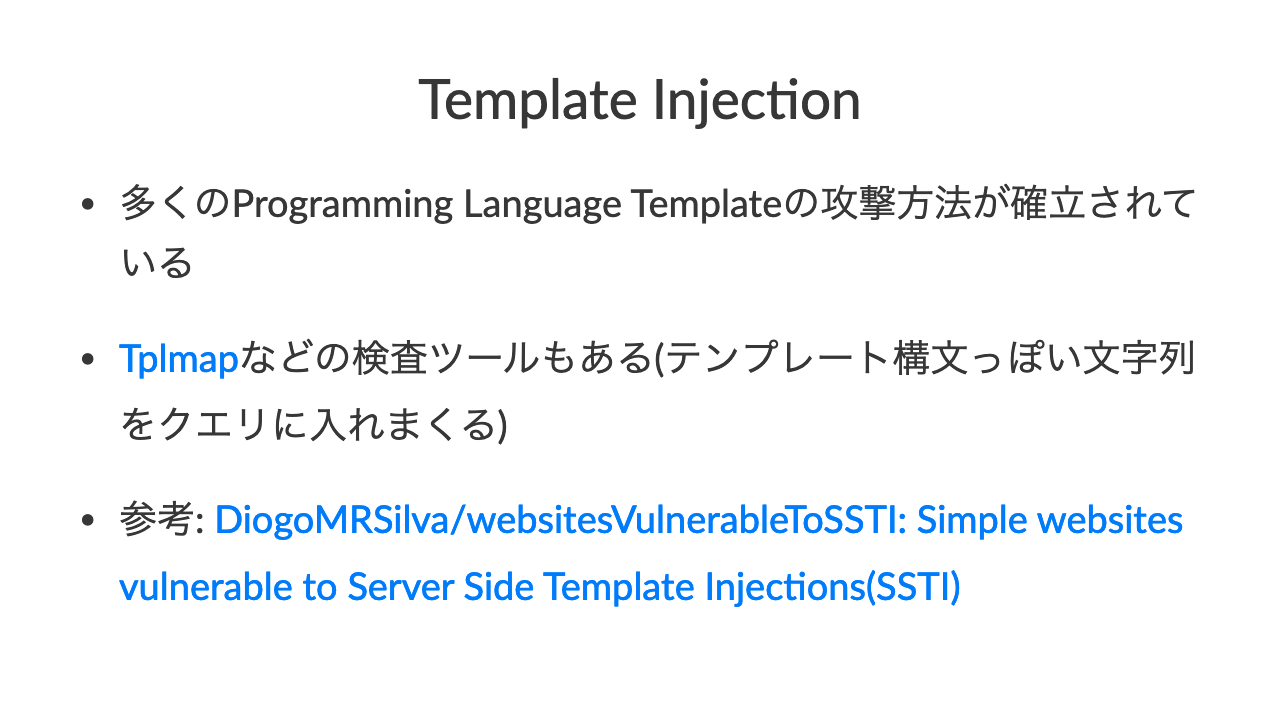 Template Injection
• 多くのProgramming Language Templateの攻撃方法が確立されて
いる
• Tplmapなどの検査ツールもある(テンプレート構文っぽい文字列
をクエリに入れまくる)
• 参考: DiogoMRSilva/websitesVulnerableToSSTI: Simple websites
vulnerable to Server Side Template Injections(SSTI)